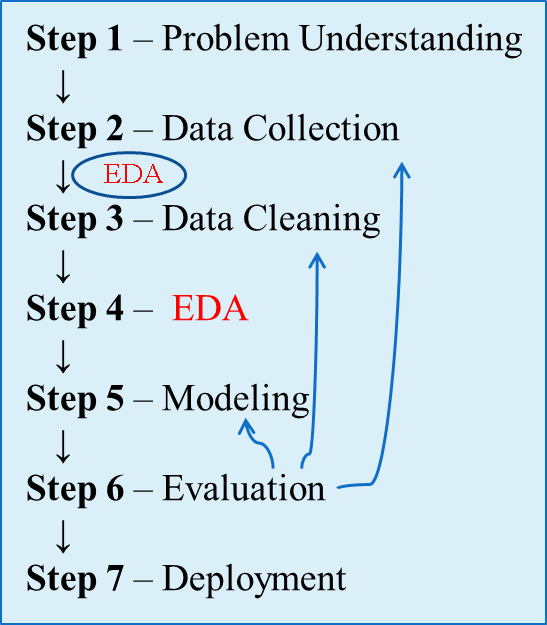 Step 1 – Problem Understanding
↓
Step 2 – Data Collection
↓ EDA
Step 3 – Data Cleaning
↓
Step 4 – EDA
↓
Step 5 – Modeling
↓
Step 6 – Evaluation
↓
Step 7 – Deployment